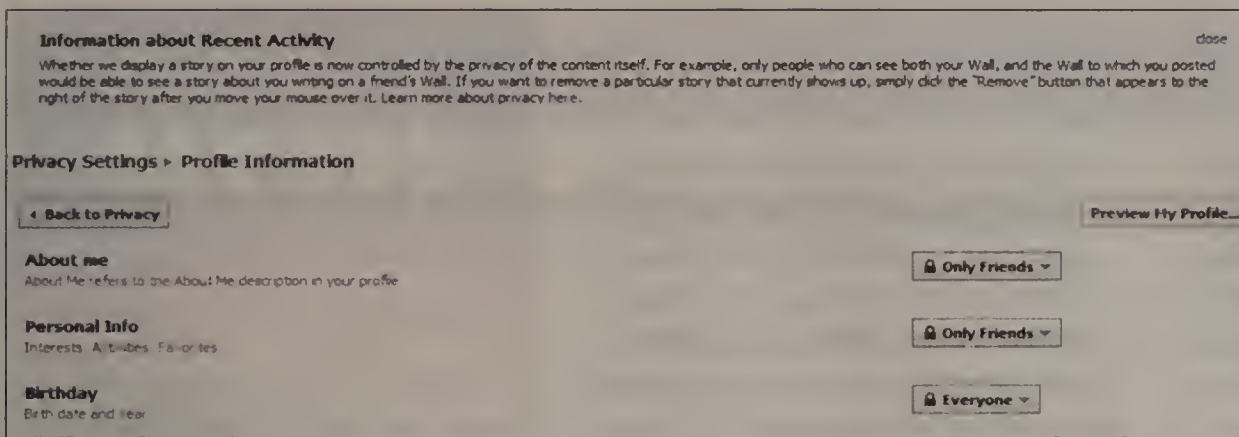 Information about Recent Activity
close
Whether we display a story on your profile is now controlled by the privacy of the content itself. For example, only people who can see both your Wall, and the Wall to which you posted
would be able to see a story about you writing on a friend's Wall. If you want to remove a particular story that currently shows up, simply click the "Remove" button that appears to the
right of the story after you move your mouse over it. Learn more about privacy here.
Privacy Settings ▸ Profile Information
Back to Privacy
Preview My Profile...
About me
Only Friends
About Me refers to the About Me description in your profile
Personal Info
Only Friends
Interests, Activities, Favorites
Birthday
Everyone
Birth date and Year